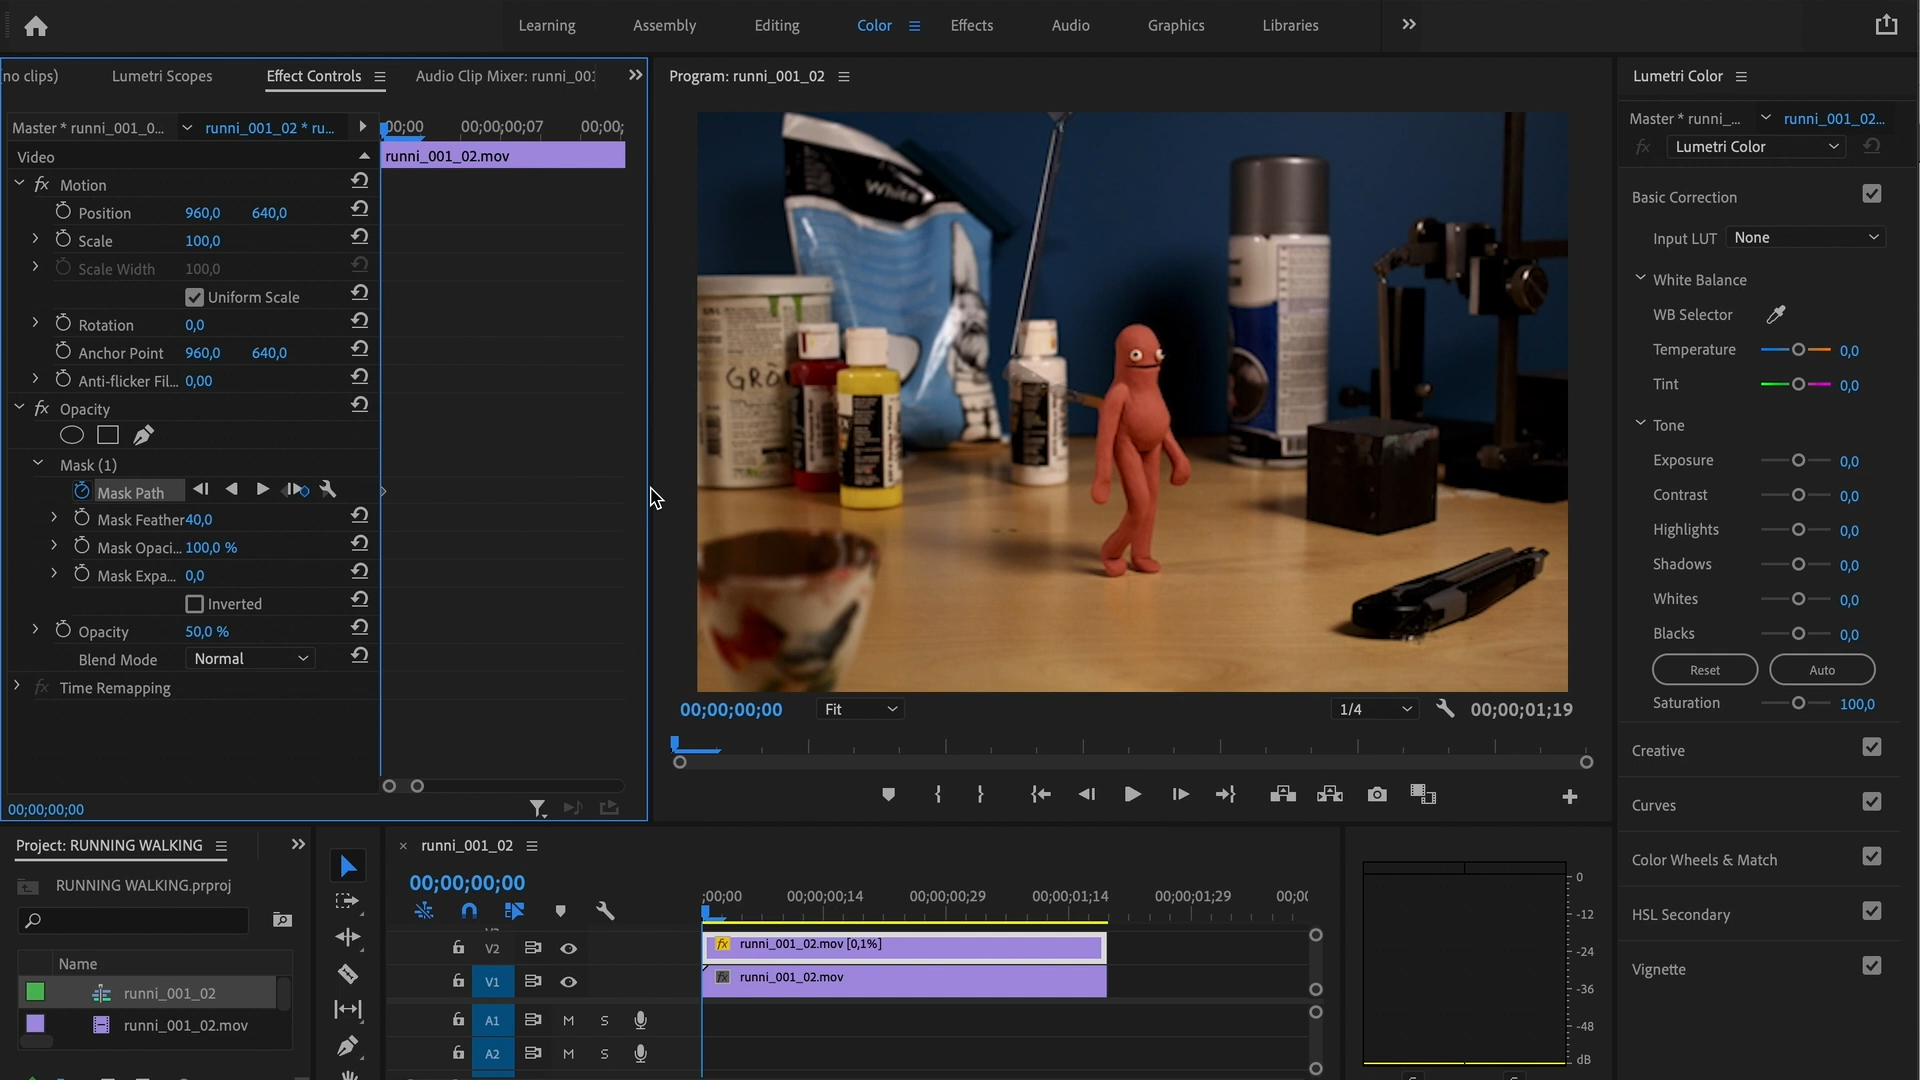 Learning
Assembly
Editing
Color
Effects
Audio
Graphics
Libraries
no clips)
Lumetri Scopes
Effect Controls
Audio Clip Mixer: runni_001
Master * runni_001_0...
runni_001_02 * ru...
00;00
00;00;00;07
00;00;
Video
runni_001_02.mov
fx Motion
Position 960,0 640,0
Scale 100,0
Scale Width 100,0
Uniform Scale
Rotation 0,0
Anchor Point 960,0 640,0
Anti-flicker Fil... 0,00
fx Opacity
Mask (1)
Mask Path
Mask Feather 40,0
Mask Opaci... 100,0 %
Mask Expa... 0,0
Inverted
Opacity 50,0 %
Blend Mode Normal
fx Time Remapping
00;00;00;00
Program: runni_001_02
White
GRÖ
00;00;00;00
Fit
1/4
00;00;01;19
Lumetri Color
Master * runni_...
runni_001_02...
fx Lumetri Color
Basic Correction
Input LUT None
White Balance
WB Selector
Temperature 0,0
Tint 0,0
Tone
Exposure 0,0
Contrast 0,0
Highlights 0,0
Shadows 0,0
Whites 0,0
Blacks 0,0
Reset Auto
Saturation 100,0
Creative
Curves
Color Wheels & Match
HSL Secondary
Vignette
Project: RUNNING WALKING
RUNNING WALKING.prproj
Name
runni_001_02
runni_001_02.mov
× runni_001_02
00;00;00;00
;00;00
00;00;00;14
00;00;00;29
00;00;01;14
00;00;01;29
00;00
V2
fx runni_001_02.mov [0,1%]
V1
fx runni_001_02.mov
A1 M S
A2 M S
0
-12
-24
-36
-48
dB